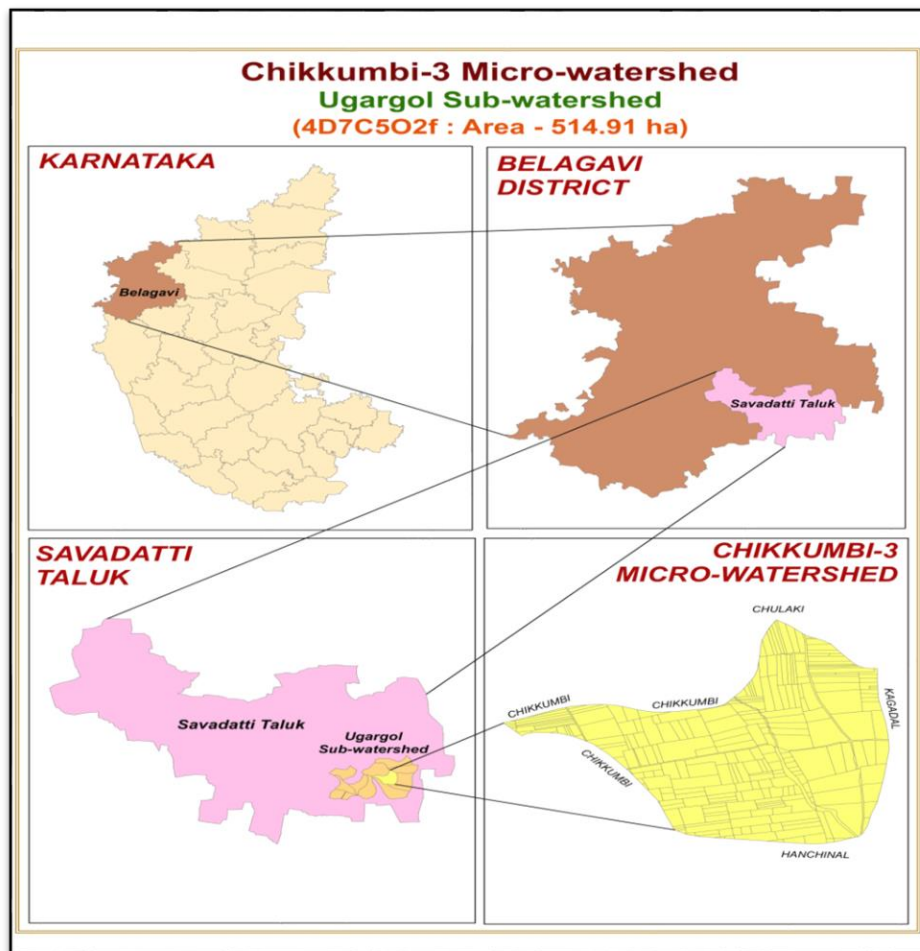 Chikkumbi-3 Micro-watershed
Ugargol Sub-watershed
(4D7C5O2f : Area - 514.91 ha)
KARNATAKA
Belagavi
BELAGAVI
DISTRICT
Savadatti Taluk
SAVADATTI
TALUK
Savadatti Taluk
Ugargol
Sub-watershed
CHIKKUMBI-3
MICRO-WATERSHED
CHULAKI
CHIKKUMBI
CHIKKUMBI
KAGADAL
CHIKKUMBI
HANCHINAL